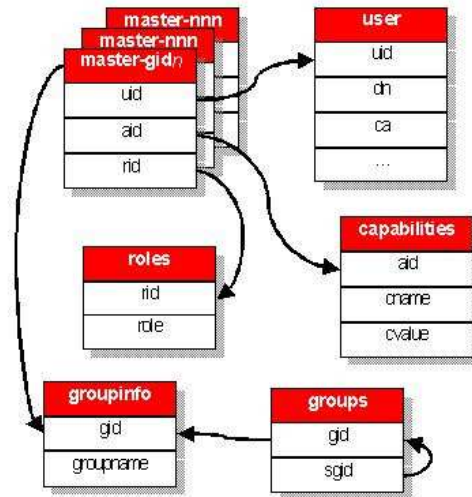 master-nnn
master-nnn
master-gidn
uid
aid
rid
user
uid
dn
ca
...
capabilities
aid
cname
cvalue
roles
rid
role
groupinfo
gid
groupname
groups
gid
sgid